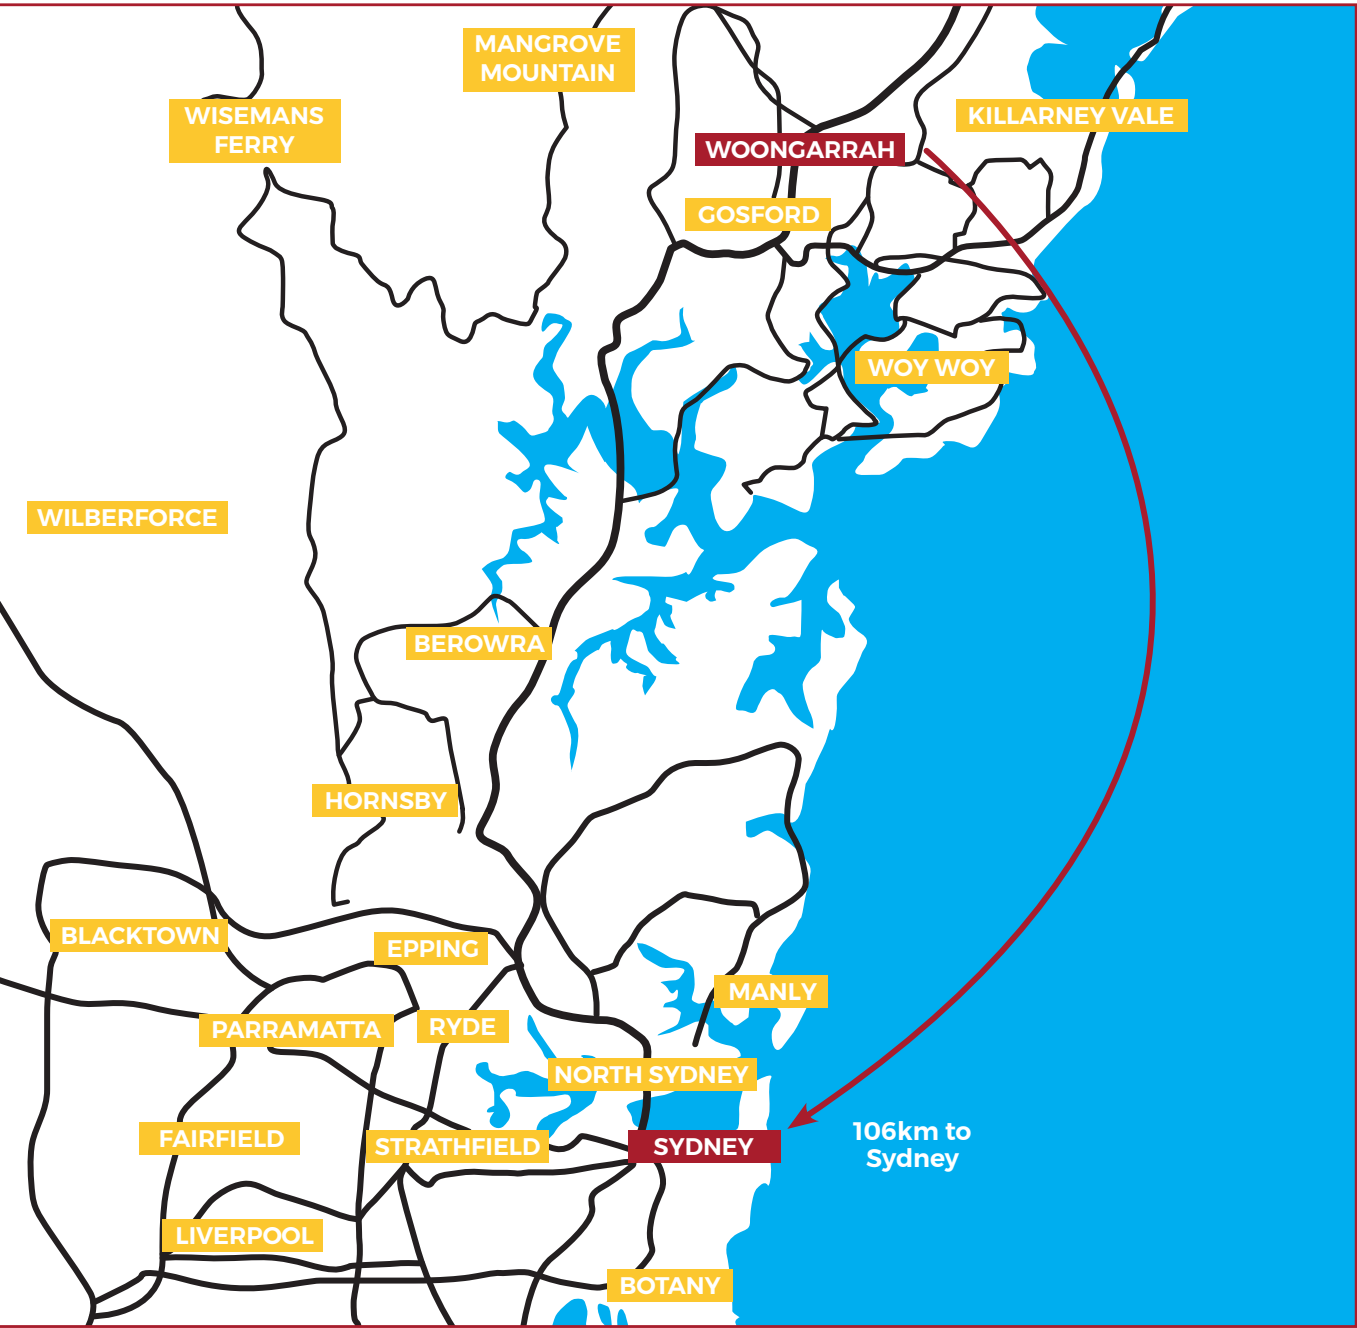 MANGROVE
MOUNTAIN
WISEMANS
FERRY
KILLARNEY VALE
WOONGARRAH
GOSFORD
WOY WOY
WILBERFORCE
BEROWRA
HORNSBY
BLACKTOWN
EPPING
MANLY
PARRAMATTA
RYDE
NORTH SYDNEY
FAIRFIELD
STRATHFIELD
SYDNEY
106km to
Sydney
LIVERPOOL
BOTANY